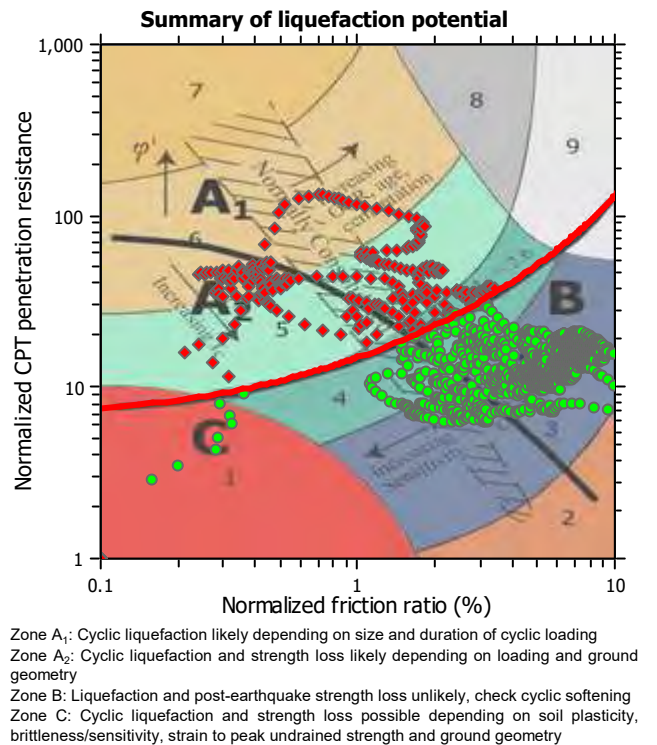 Summary of liquefaction potential
1,000
7
8
9
φ'
Increasing
OCR, age,
cementation
Normally
A1
100
6
7,8
B
A2
Increasing
5
10
4
C
3
Increasing
sensitivity
1
2
1
0.1
1
10
Normalized CPT penetration resistance
Normalized friction ratio (%)
Zone A1: Cyclic liquefaction likely depending on size and duration of cyclic loading
Zone A2: Cyclic liquefaction and strength loss likely depending on loading and ground
geometry
Zone B: Liquefaction and post-earthquake strength loss unlikely, check cyclic softening
Zone C: Cyclic liquefaction and strength loss possible depending on soil plasticity,
brittleness/sensitivity, strain to peak undrained strength and ground geometry